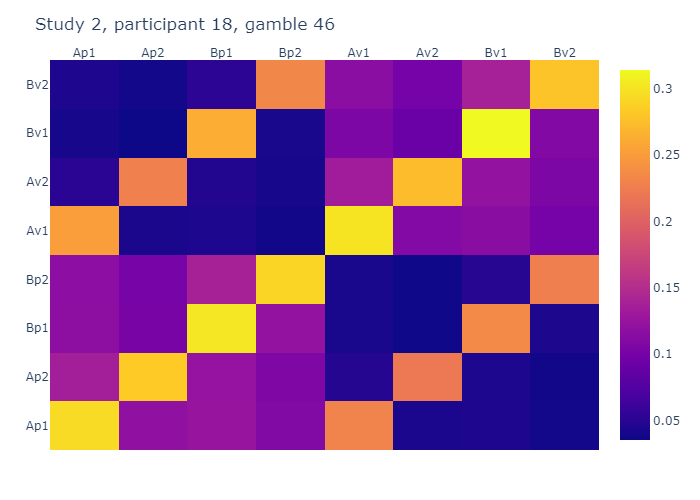 Study 2, participant 18, gamble 46
Ap1 Ap2 Bp1 Bp2 Av1 Av2 Bv1 Bv2
Bv2
Bv1
Av2
Av1
Bp2
Bp1
Ap2
Ap1
0.3
0.25
0.2
0.15
0.1
0.05